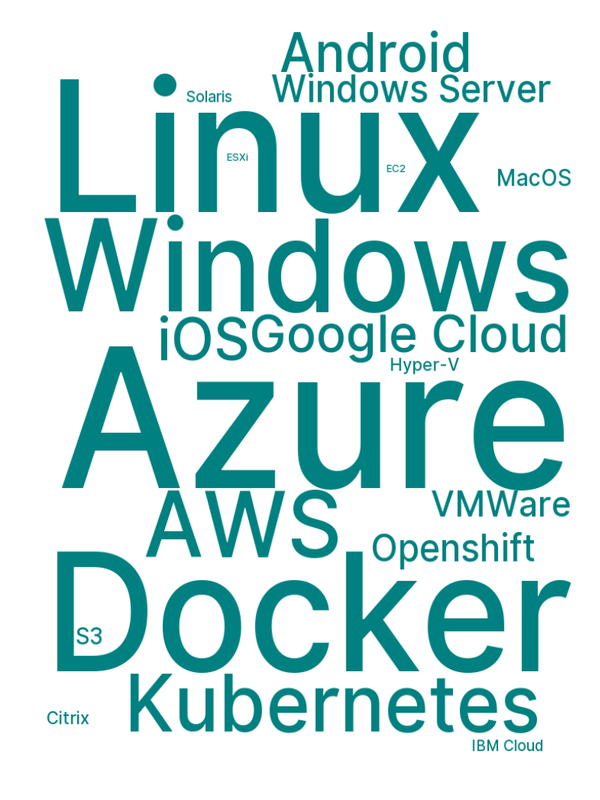 Android
Windows Server
Solaris
Linux
ESXi
EC2
MacOS
Windows
iOS
Google Cloud
Hyper-V
Azure
AWS
VMWare
Openshift
Docker
S3
Kubernetes
Citrix
IBM Cloud